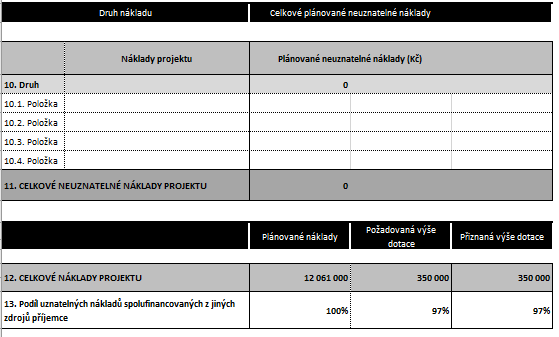 Druh nákladu Celkové plánované neuznatelné náklady
Náklady projektu Plánované neuznatelné náklady (Kč)
10. Druh 0
10.1. Položka
10.2. Položka
10.3. Položka
10.4. Položka
11. CELKOVÉ NEUZNATELNÉ NÁKLADY PROJEKTU 0
Plánované náklady Požadovaná výše dotace Přiznaná výše dotace
12. CELKOVÉ NÁKLADY PROJEKTU 12 061 000 350 000 350 000
13. Podíl uznatelných nákladů spolufinancovaných z jiných
zdrojů příjemce 100% 97% 97%